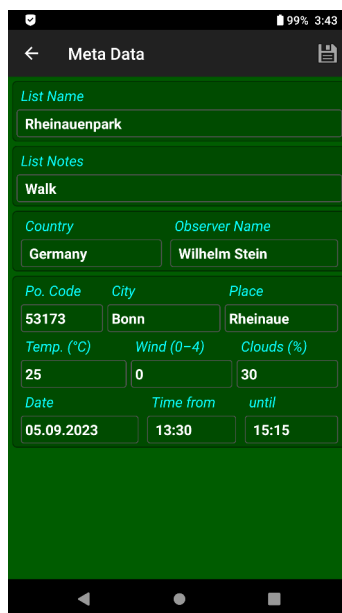 99% 3:43
Meta Data
List Name
Rheinauenpark
List Notes
Walk
Country Observer Name
Germany Wilhelm Stein
Po. Code City Place
53173 Bonn Rheinaue
Temp. (°C) Wind (0–4) Clouds (%)
25 0 30
Date Time from until
05.09.2023 13:30 15:15